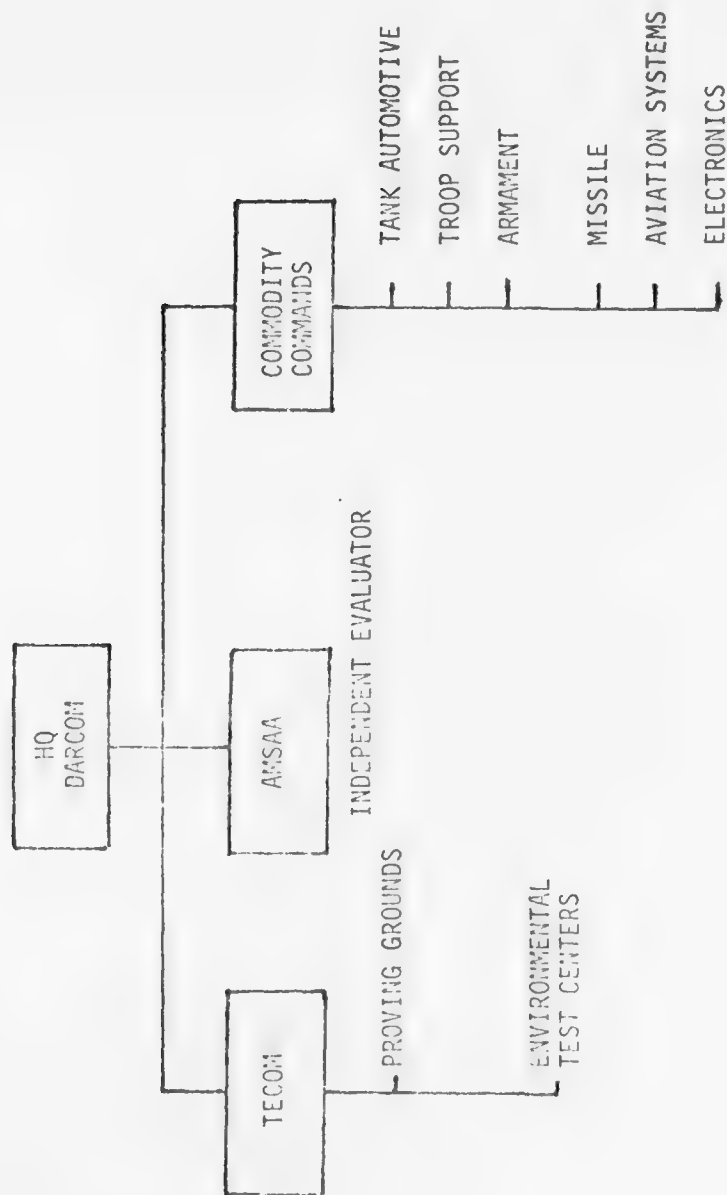 HQ
DARCOM
TECOM
PROVING GROUNDS
ENVIRONMENTAL
TEST CENTERS
AMSAA
INDEPENDENT EVALUATOR
COMMODITY
COMMANDS
TANK AUTOMOTIVE
TROOP SUPPORT
ARMAMENT
MISSILE
AVIATION SYSTEMS
ELECTRONICS